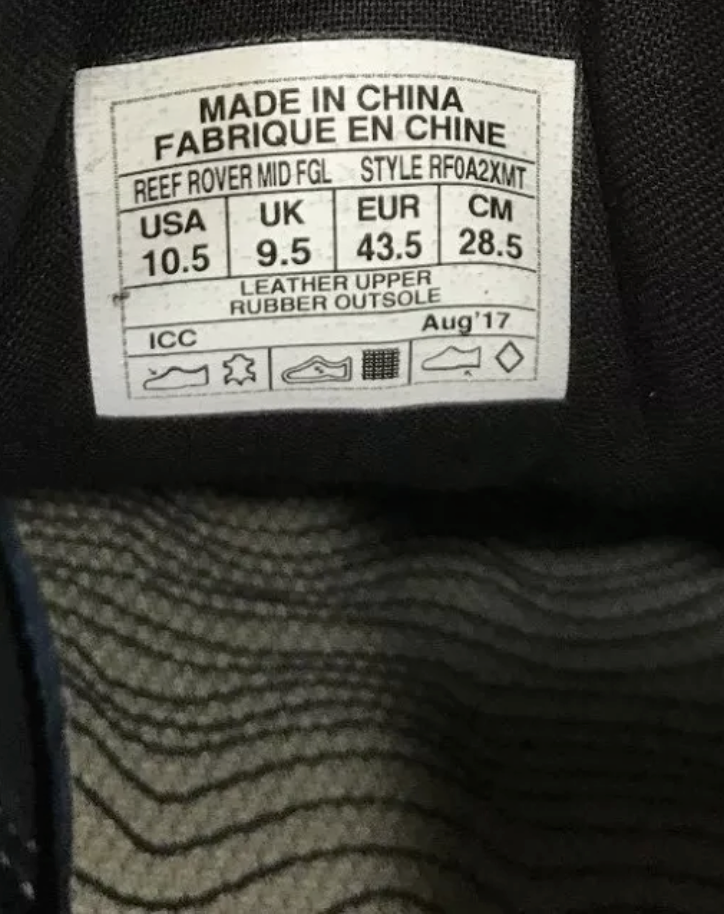 MADE IN CHINA
FABRIQUE EN CHINE
REEF ROVER MID FGL STYLE RF0A2XMT
USA UK EUR CM
10.5 9.5 43.5 28.5
LEATHER UPPER
RUBBER OUTSOLE
ICC Aug'17